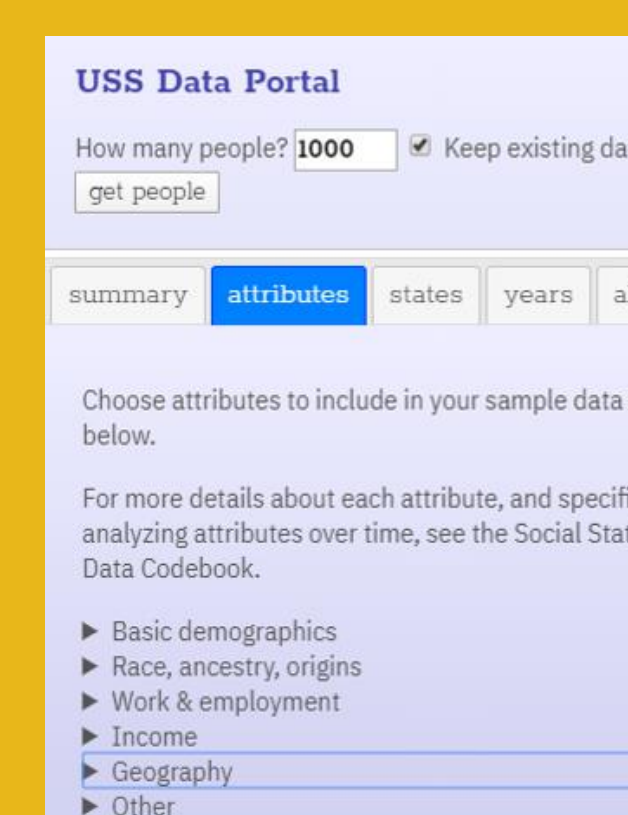 USS Data Portal
How many people? 1000 Keep existing da
get people
summary attributes states years a
Choose attributes to include in your sample data
below.
For more details about each attribute, and specifi
analyzing attributes over time, see the Social Stat
Data Codebook.
Basic demographics
Race, ancestry, origins
Work & employment
Income
Geography
Other